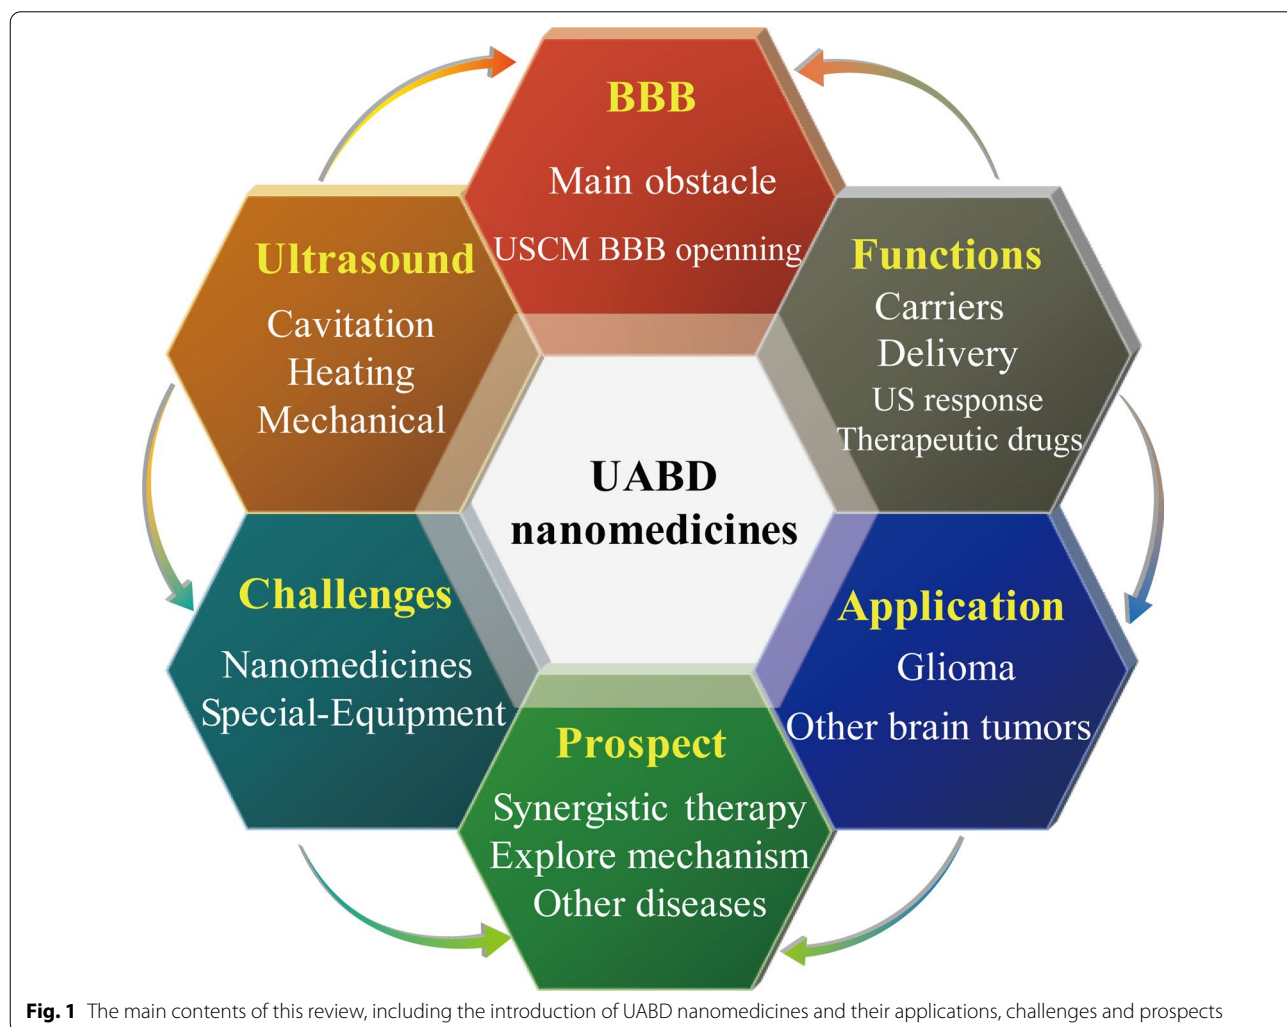 BBB
Main obstacle
USCM BBB openning
Ultrasound
Cavitation
Heating
Mechanical
Functions
Carriers
Delivery
US response
Therapeutic drugs
UABD
nanomedicines
Challenges
Nanomedicines
Special-Equipment
Application
Glioma
Other brain tumors
Prospect
Synergistic therapy
Explore mechanism
Other diseases
Fig. 1 The main contents of this review, including the introduction of UABD nanomedicines and their applications, challenges and prospects